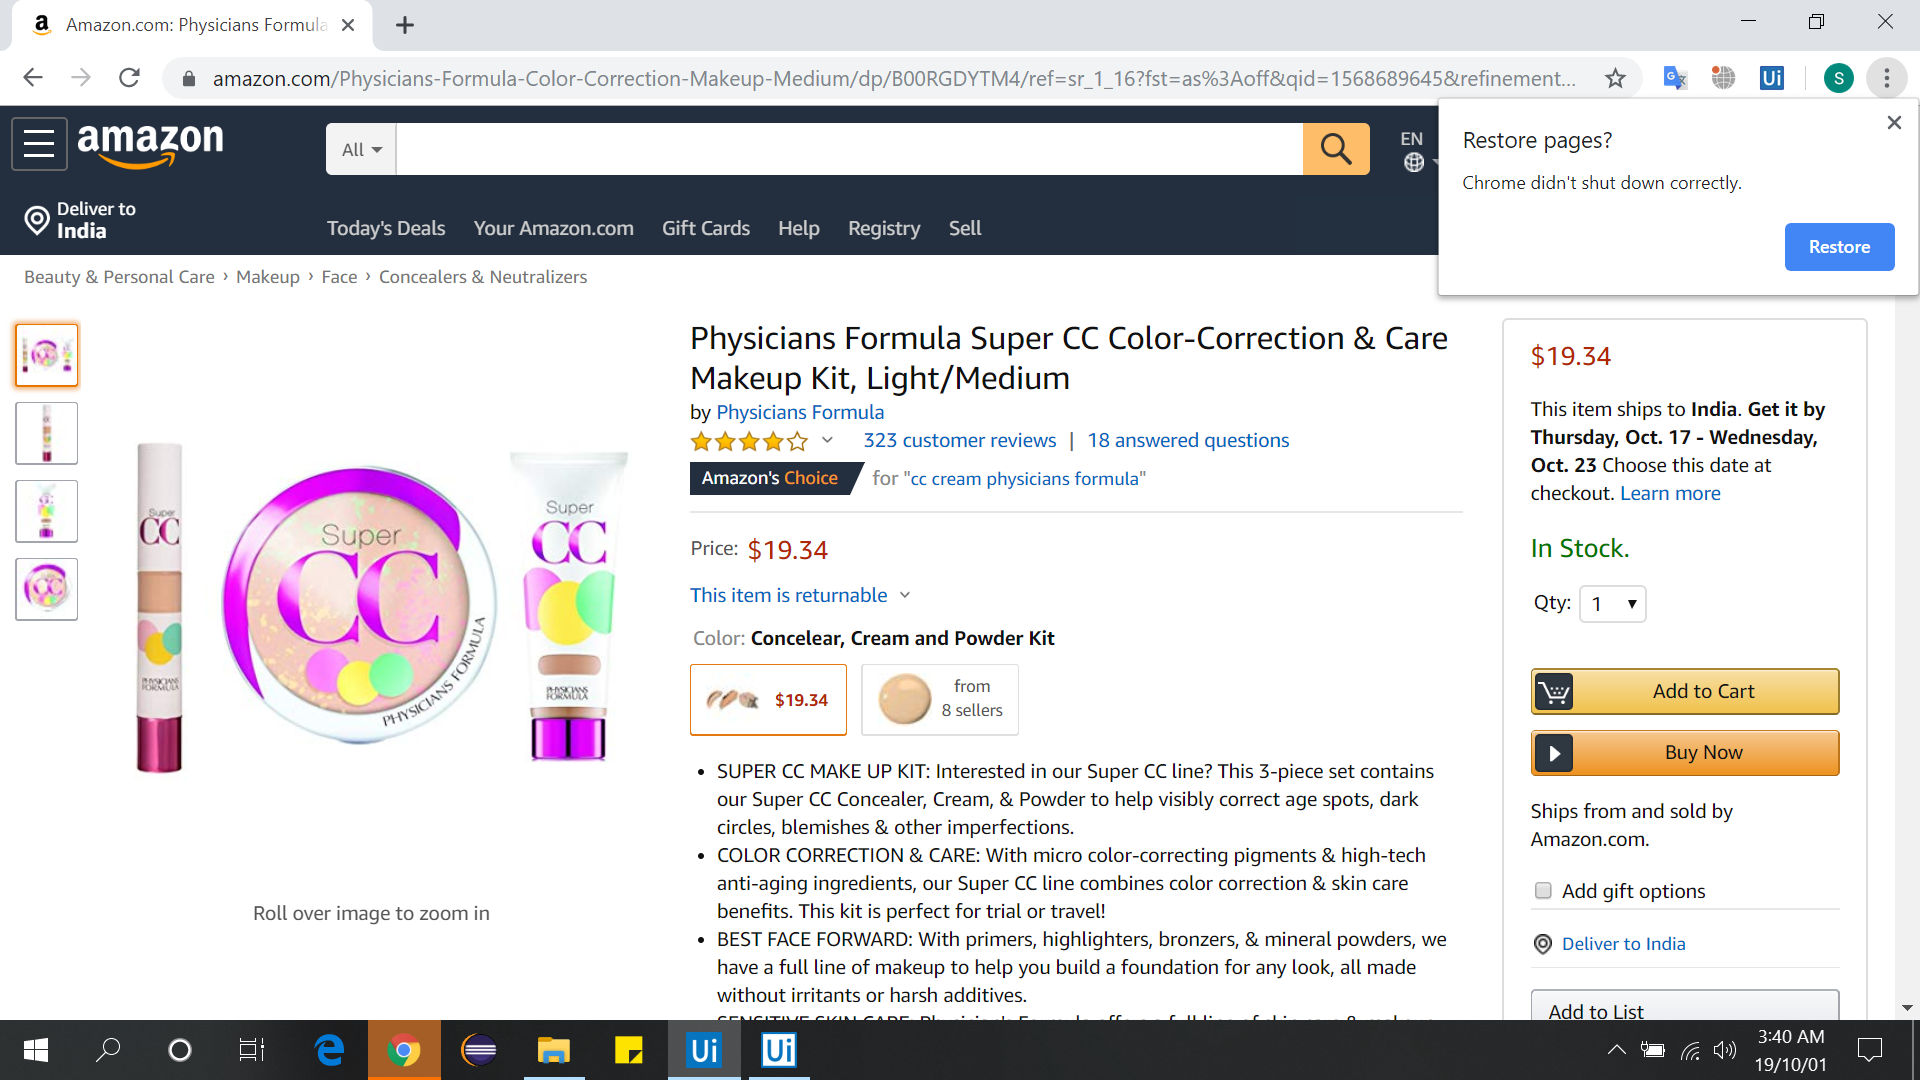 Amazon.com: Physicians Formula
amazon.com/Physicians-Formula-Color-Correction-Makeup-Medium/dp/B00RGDYTM4/ref=sr_1_16?fst=as%3Aoff&qid=1568689645&refinement...
S
Ui
amazon
All
EN
Restore pages?
Chrome didn't shut down correctly.
Restore
Deliver to
India
Today's Deals
Your Amazon.com
Gift Cards
Help
Registry
Sell
Beauty & Personal Care › Makeup › Face › Concealers & Neutralizers
Super
CC
PHYSICIANS
FORMULA
Super
CC
PHYSICIANS FORMULA
Super
CC
PHYSICIANS
FORMULA
Roll over image to zoom in
Physicians Formula Super CC Color-Correction & Care
Makeup Kit, Light/Medium
by Physicians Formula
323 customer reviews | 18 answered questions
Amazon's Choice for "cc cream physicians formula"
Price: $19.34
This item is returnable
Color: Concelear, Cream and Powder Kit
$19.34
from
8 sellers
• SUPER CC MAKE UP KIT: Interested in our Super CC line? This 3-piece set contains
our Super CC Concealer, Cream, & Powder to help visibly correct age spots, dark
circles, blemishes & other imperfections.
• COLOR CORRECTION & CARE: With micro color-correcting pigments & high-tech
anti-aging ingredients, our Super CC line combines color correction & skin care
benefits. This kit is perfect for trial or travel!
• BEST FACE FORWARD: With primers, highlighters, bronzers, & mineral powders, we
have a full line of makeup to help you build a foundation for any look, all made
without irritants or harsh additives.
$19.34
This item ships to India. Get it by
Thursday, Oct. 17 - Wednesday,
Oct. 23 Choose this date at
checkout. Learn more
In Stock.
Qty: 1
Add to Cart
Buy Now
Ships from and sold by
Amazon.com.
Add gift options
Deliver to India
Add to List
Ui
Ui
3:40 AM
19/10/01